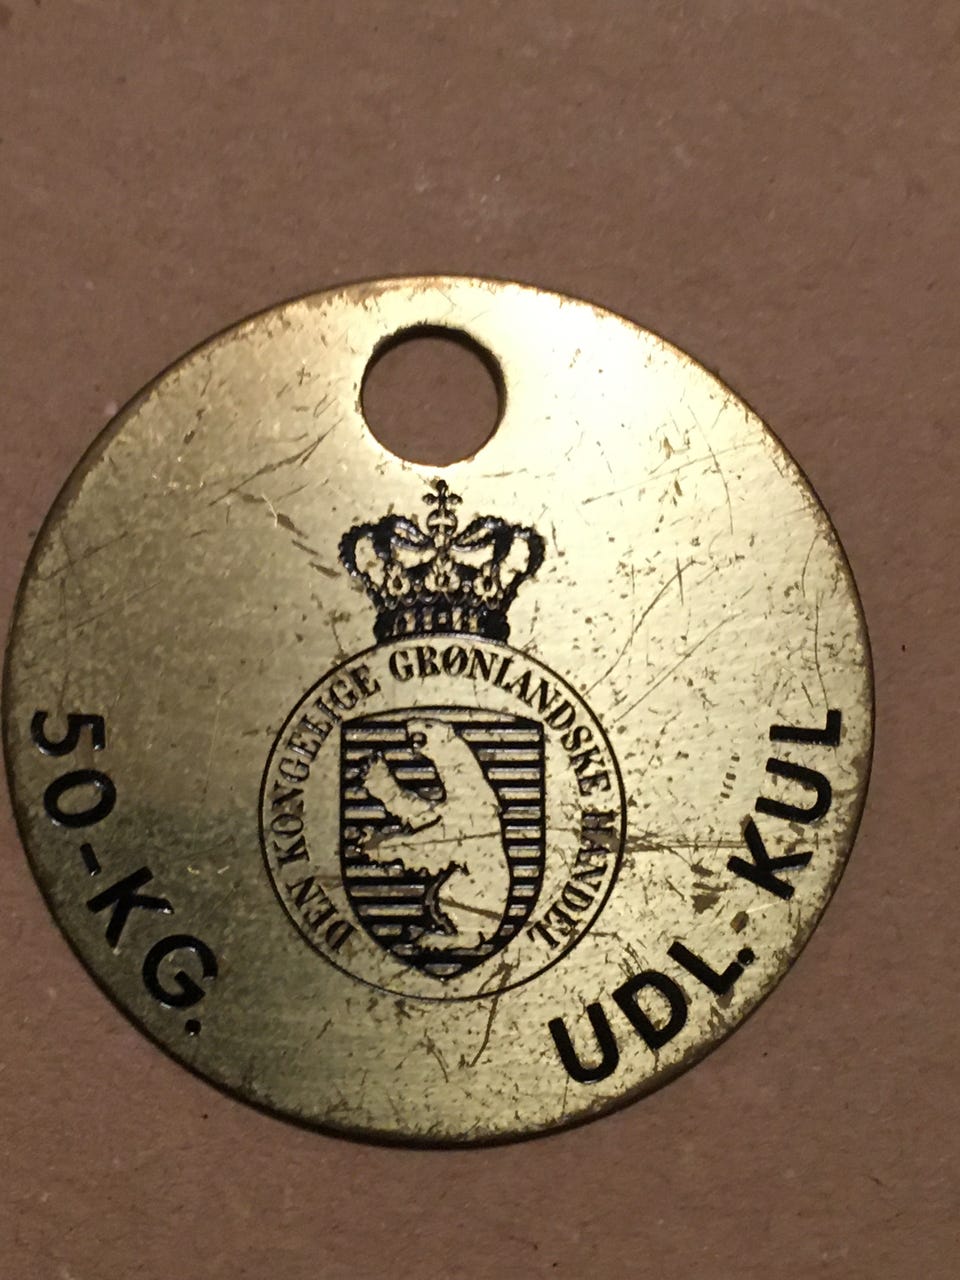 DEN KONGELIGE GRØNLANDSKE HANDEL
50-KG.
UDL. KUL